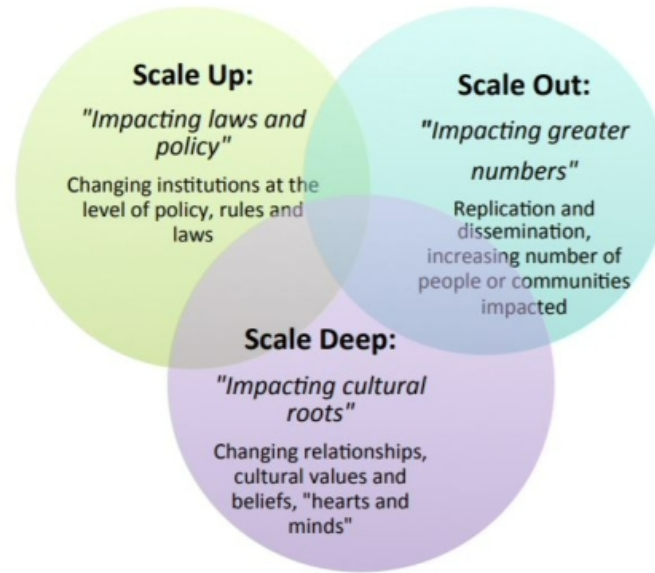 Scale Up:
"Impacting laws and
policy"
Changing institutions at the
level of policy, rules and
laws
Scale Out:
"Impacting greater
numbers"
Replication and
dissemination,
increasing number of
people or communities
impacted
Scale Deep:
"Impacting cultural
roots"
Changing relationships,
cultural values and
beliefs, "hearts and
minds"